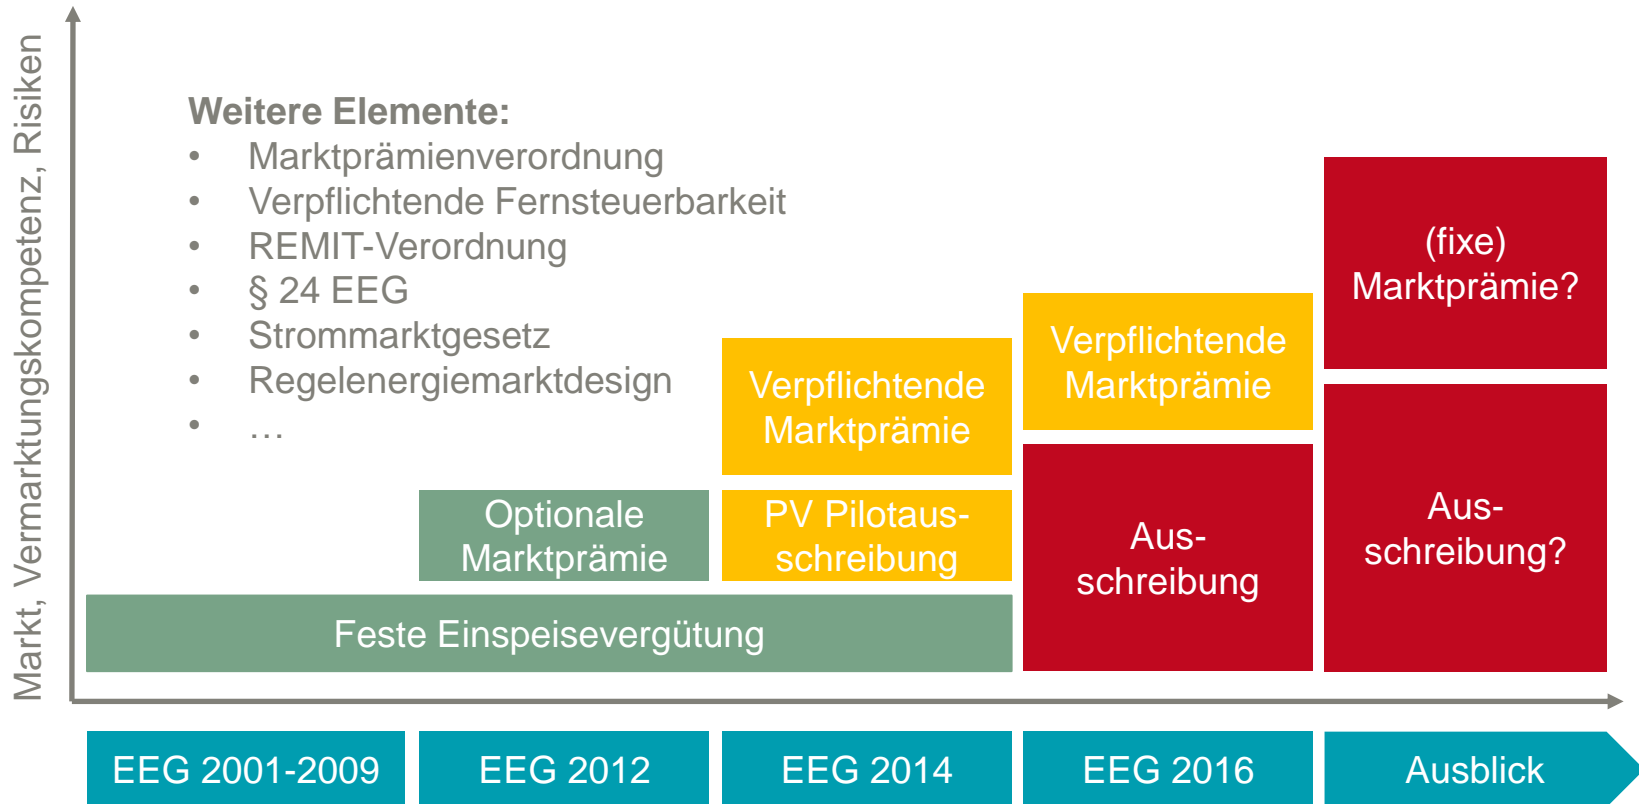 Markt, Vermarktungskompetenz, Risiken
Weitere Elemente:
• Marktprämienverordnung
• Verpflichtende Fernsteuerbarkeit
• REMIT-Verordnung
• § 24 EEG
• Strommarktgesetz
• Regelenergiemarktdesign
• …
Optionale
Marktprämie
Verpflichtende
Marktprämie
PV Pilotaus-
schreibung
Feste Einspeisevergütung
Verpflichtende
Marktprämie
Aus-
schreibung
(fixe)
Marktprämie?
Aus-
schreibung?
EEG 2001-2009
EEG 2012
EEG 2014
EEG 2016
Ausblick